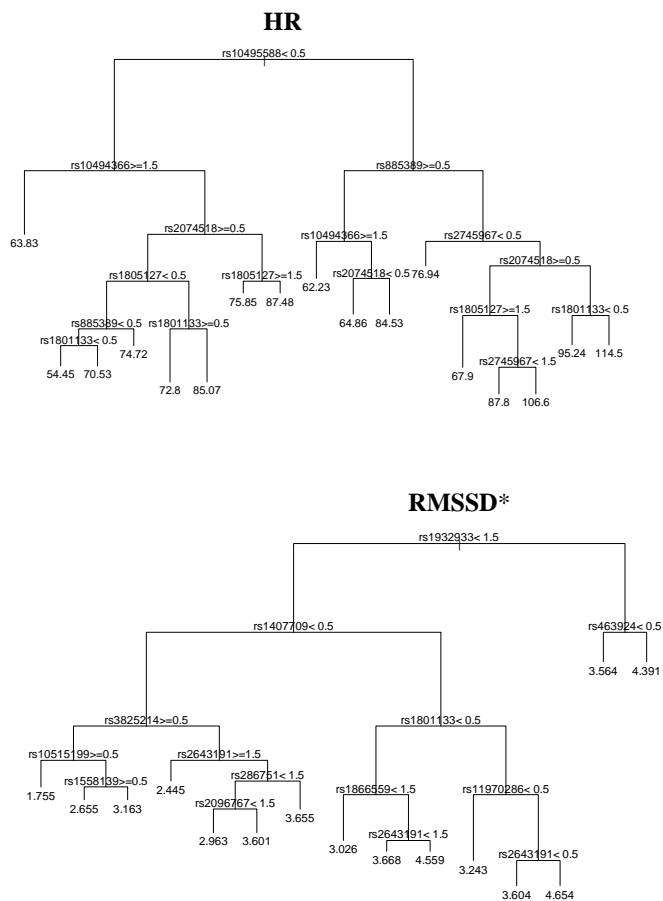 HR
rs10495588< 0.5
rs10494366>=1.5
rs885389>=0.5
63.83
rs2074518>=0.5
rs10494366>=1.5
rs2745967< 0.5
rs1805127< 0.5
rs1805127>=1.5
62.23
rs2074518< 0.5
76.94
rs2074518>=0.5
75.85 87.48
64.86 84.53
rs885389< 0.5
rs1801133>=0.5
rs1805127>=1.5
rs1801133< 0.5
rs1801133< 0.5
74.72
95.24 114.5
54.45 70.53
67.9
rs2745967< 1.5
72.8 85.07
87.8 106.6
RMSSD*
rs1932933< 1.5
rs1407709< 0.5
rs463924< 0.5
3.564 4.391
rs3825214>=0.5
rs1801133< 0.5
rs10515199>=0.5
rs2643191>=1.5
1.755
rs1558139>=0.5
2.445
rs286751< 1.5
rs1866559< 1.5
rs11970286< 0.5
2.655 3.163
rs2096767< 1.5
3.655
2.963 3.601
3.026
rs2643191< 1.5
3.668 4.559
3.243
rs2643191< 0.5
3.604 4.654